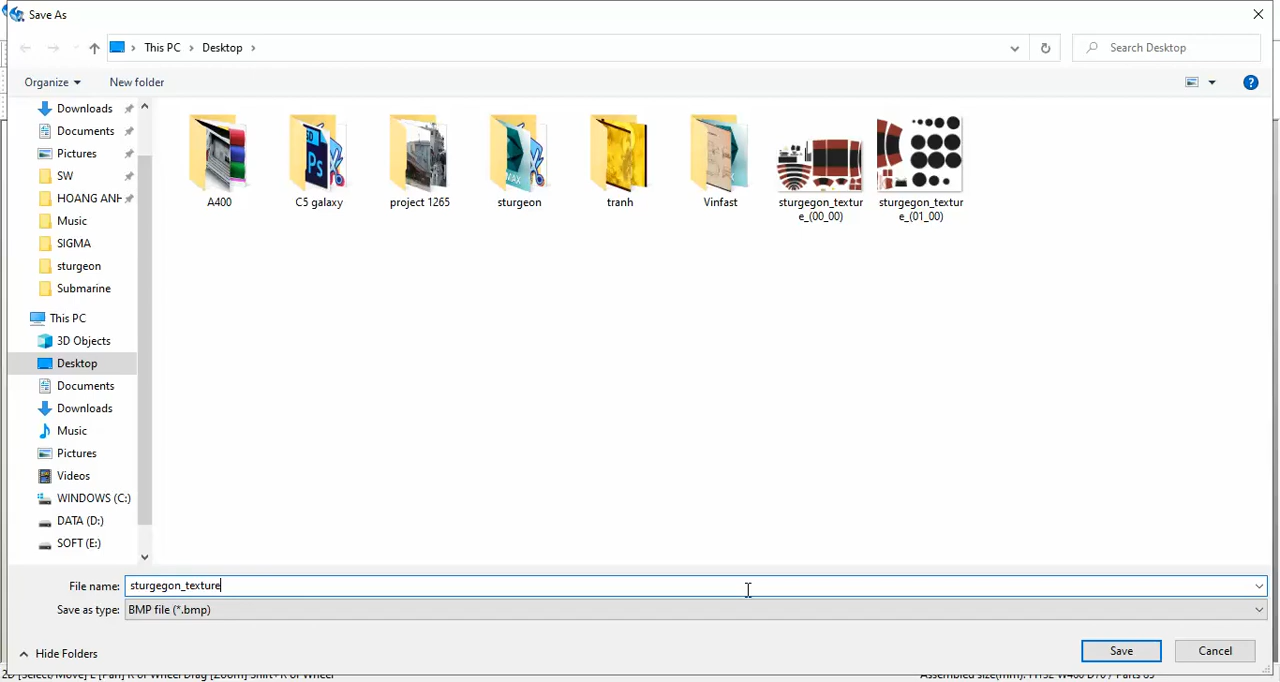 Save As
This PC
Desktop
Search Desktop
Organize
New folder
Downloads
Documents
Pictures
SW
HOANG ANH
Music
SIGMA
sturgeon
Submarine
This PC
3D Objects
Desktop
Documents
Downloads
Music
Pictures
Videos
WINDOWS (C:)
DATA (D:)
SOFT (E:)
A400
C5 galaxy
project 1265
sturgeon
tranh
Vinfast
sturgegon_textur
e_(00_00)
sturgegon_textur
e_(01_00)
File name:
sturgegon_texture
Save as type:
BMP file (*.bmp)
Hide Folders
Save
Cancel